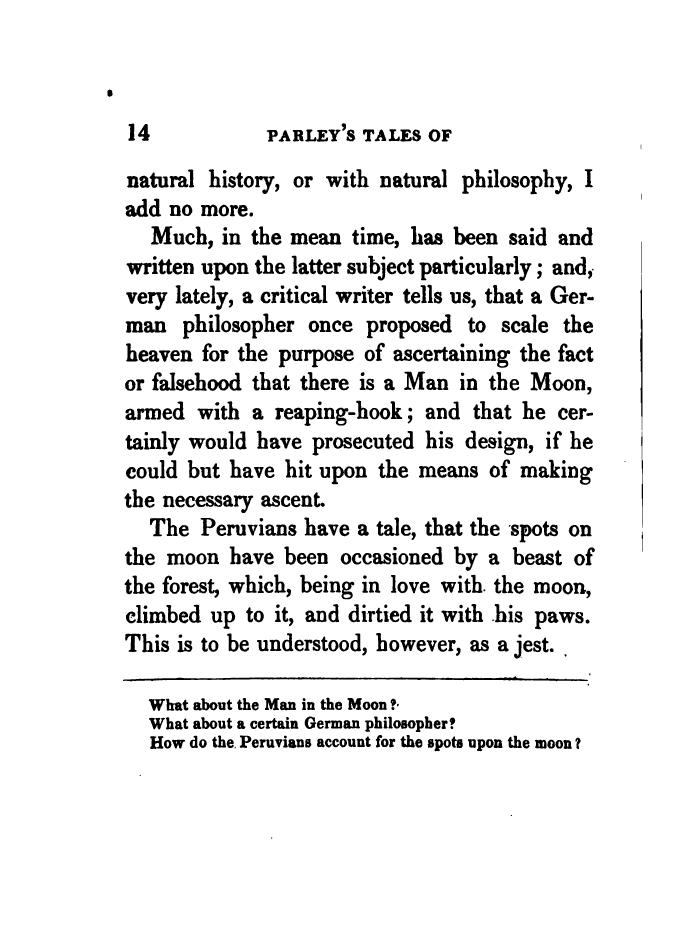 14 PARLEY'S TALES OF
natural history, or with natural philosophy, I
add no more.
Much, in the mean time, has been said and
written upon the latter subject particularly; and,
very lately, a critical writer tells us, that a Ger-
man philosopher once proposed to scale the
heaven for the purpose of ascertaining the fact
or falsehood that there is a Man in the Moon,
armed with a reaping-hook; and that he cer-
tainly would have prosecuted his design, if he
could but have hit upon the means of making
the necessary ascent.
The Peruvians have a tale, that the spots on
the moon have been occasioned by a beast of
the forest, which, being in love with the moon,
climbed up to it, and dirtied it with his paws.
This is to be understood, however, as a jest.
What about the Man in the Moon?
What about a certain German philosopher?
How do the Peruvians account for the spots upon the moon?